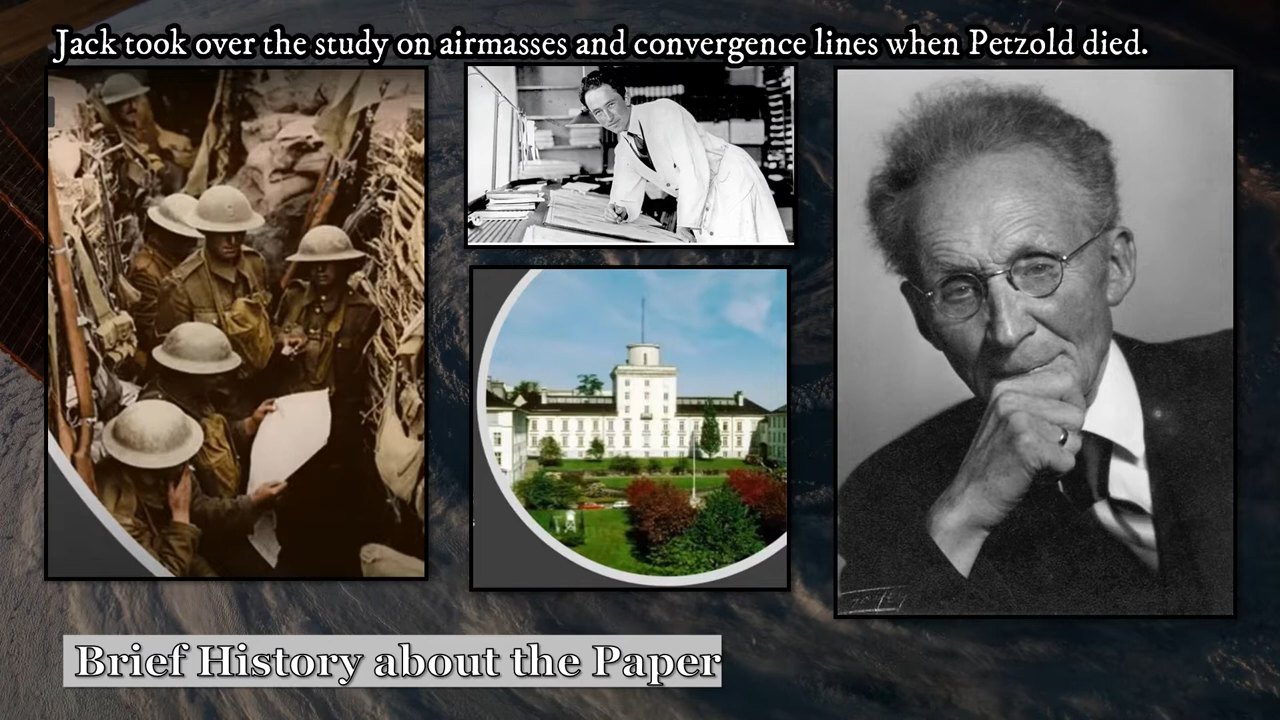 Jack took over the study on airmasses and convergence lines when Petzold died.
Brief History about the Paper